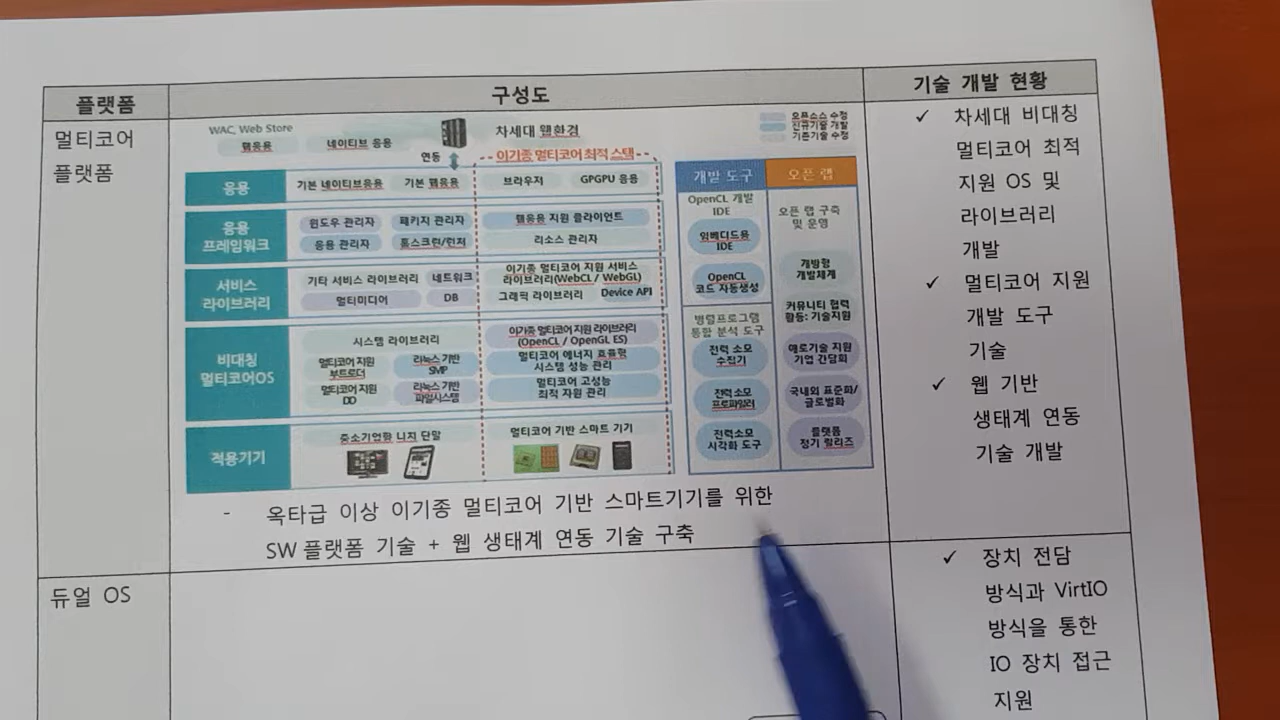 플랫폼
구성도
기술 개발 현황
멀티코어
플랫폼
WAC, Web Store
웹응용
네이티브 응용
연동
차세대 웹환경
오픈소스 수정
신규기술 개발
기존기술 수정
이기종 멀티코어 최적 스택
응용
기본 네이티브응용
기본 웹응용
브라우저
GPGPU 응용
응용
프레임워크
윈도우 관리자
패키지 관리자
응용 관리자
홈스크린/런처
웹응용 지원 클라이언트
리소스 관리자
서비스
라이브러리
기타 서비스 라이브러리
네트워크
멀티미디어
DB
이기종 멀티코어 지원 서비스
라이브러리(WebCL / WebGL)
그래픽 라이브러리
Device API
비대칭
멀티코어OS
시스템 라이브러리
멀티코어 지원
부트로더
리눅스 기반
SMP
멀티코어 지원
DD
리눅스 기반
파일시스템
이기종 멀티코어 지원 라이브러리
(OpenCL / OpenGL ES)
멀티코어 에너지 효율형
시스템 성능 관리
멀티코어 고성능
최적 자원 관리
적용기기
중소기업향 니치 단말
멀티코어 기반 스마트 기기
개발 도구
OpenCL 개발
IDE
임베디드용
IDE
OpenCL
코드 자동생성
병렬프로그램
통합 분석 도구
전력 소모
수집기
전력 소모
프로파일러
전력소모
시각화 도구
오픈 랩
오픈 랩 구축
및 운영
개방형
개발체계
커뮤니티 협력
활동: 기술지원
애로기술 지원
기업 간담회
국내외 표준화/
글로벌화
플랫폼
정기 릴리즈
- 옥타급 이상 이기종 멀티코어 기반 스마트기기를 위한
SW 플랫폼 기술 + 웹 생태계 연동 기술 구축
✓ 차세대 비대칭
멀티코어 최적
지원 OS 및
라이브러리
개발
✓ 멀티코어 지원
개발 도구
기술
✓ 웹 기반
생태계 연동
기술 개발
듀얼 OS
✓ 장치 전담
방식과 VirtIO
방식을 통한
IO 장치 접근
지원